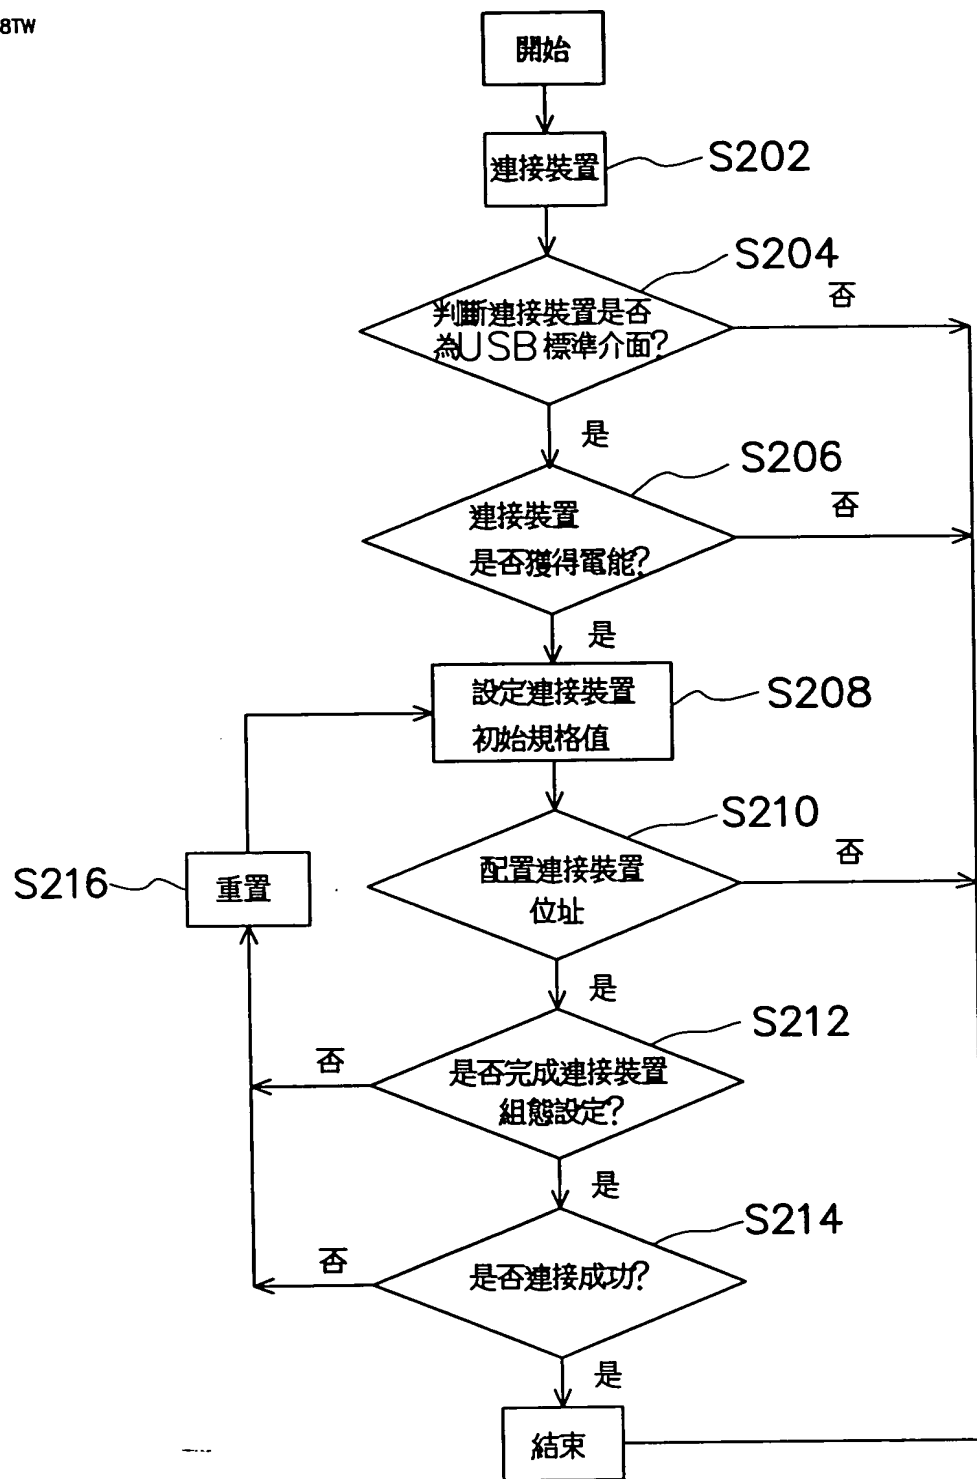 8TW
開始
連接裝置
S202
S204
判斷連接裝置是否
為USB標準介面?
否
是
S206
連接裝置
是否獲得電能?
否
是
設定連接裝置
初始規格值
S208
S210
配置連接裝置
位址
否
S216
重置
是
S212
是否完成連接裝置
組態設定?
否
是
S214
是否連接成功?
否
是
結束